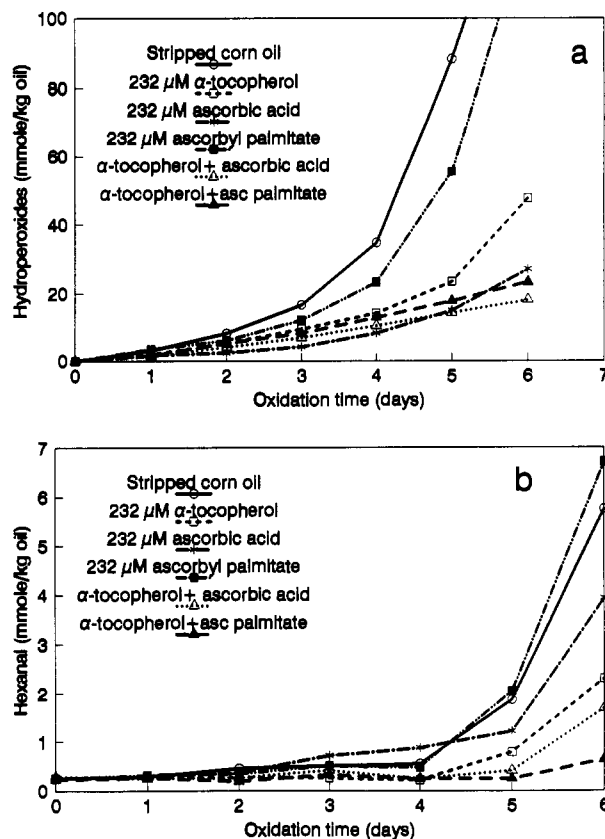 100
80
60
40
20
0
Hydroperoxides (mmole/kg oil)
a
Stripped corn oil
232 μM α-tocopherol
232 μM ascorbic acid
232 μM ascorbyl palmitate
α-tocopherol+ ascorbic acid
α-tocopherol+asc palmitate
0 1 2 3 4 5 6 7
Oxidation time (days)
7
6
5
4
3
2
1
0
Hexanal (mmole/kg oil)
b
Stripped corn oil
232 μM α-tocopherol
232 μM ascorbic acid
232 μM ascorbyl palmitate
α-tocopherol+ ascorbic acid
α-tocopherol+asc palmitate
0 1 2 3 4 5 6
Oxidation time (days)